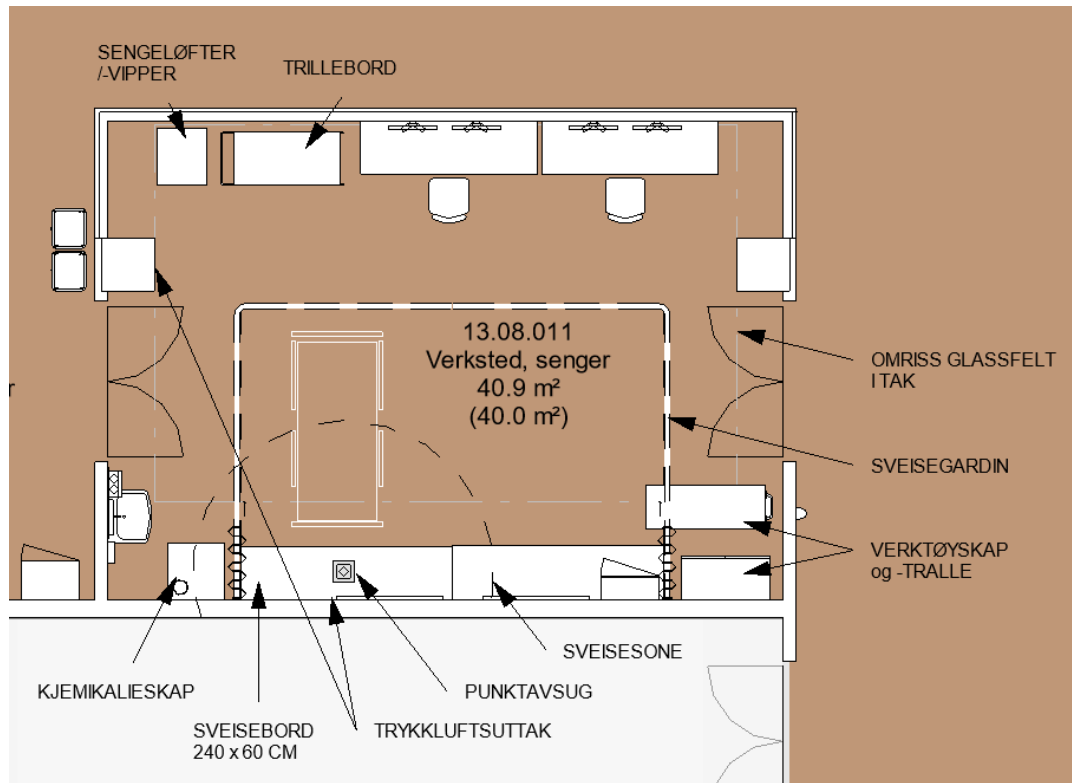 SENGELØFTER
/-VIPPER
TRILLEBORD
13.08.011
Verksted, senger
40.9 m²
(40.0 m²)
OMRISS GLASSFELT
I TAK
SVEISEGARDIN
VERKTØYSKAP
og -TRALLE
SVEISESONE
KJEMIKALIESKAP
PUNKTAVSUG
SVEISEBORD
240 x 60 CM
TRYKKLUFTSUTTAK